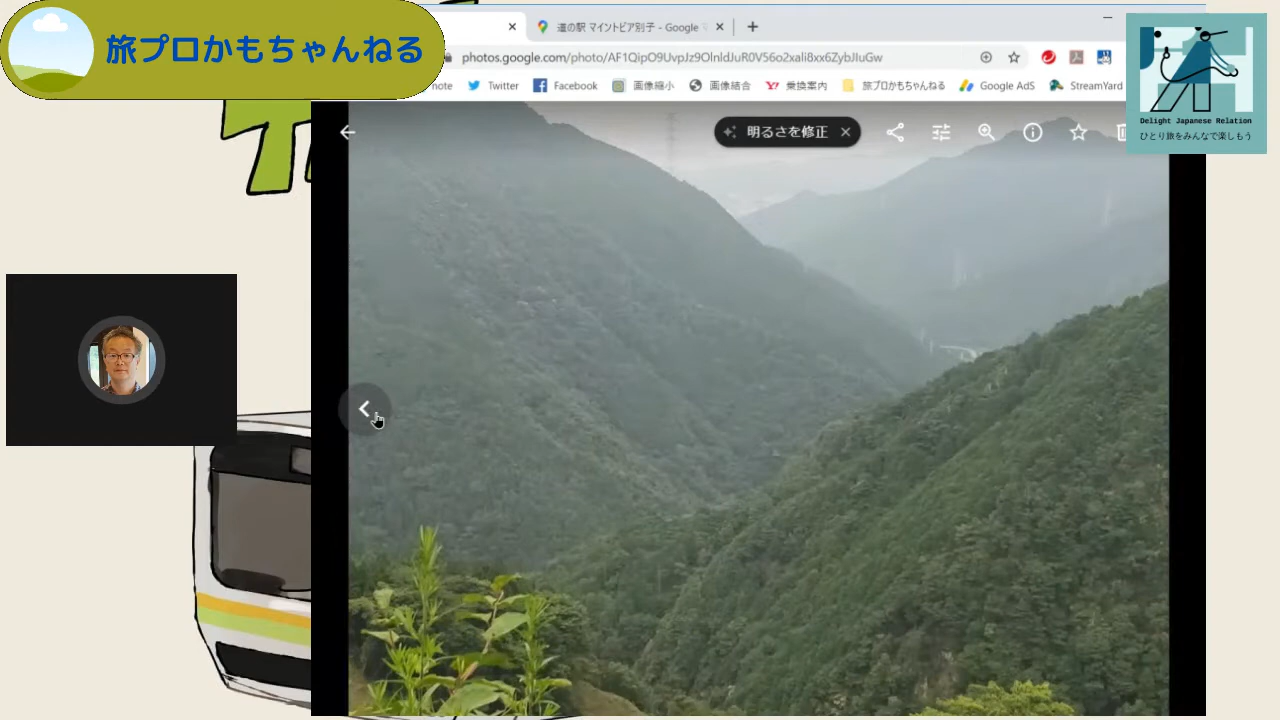 旅プロかもちゃんねる
道の駅 マイントピア別子 - Google
photos.google.com/photo/AF1QipO9UvpJz9OlnldJuR0V56o2xali8xx6ZybJIuGw
note Twitter Facebook 画像縮小 画像結合 乗換案内 旅プロかもちゃんねる Google AdS StreamYard
明るさを修正
Delight Japanese Relation
ひとり旅をみんなで楽しもう